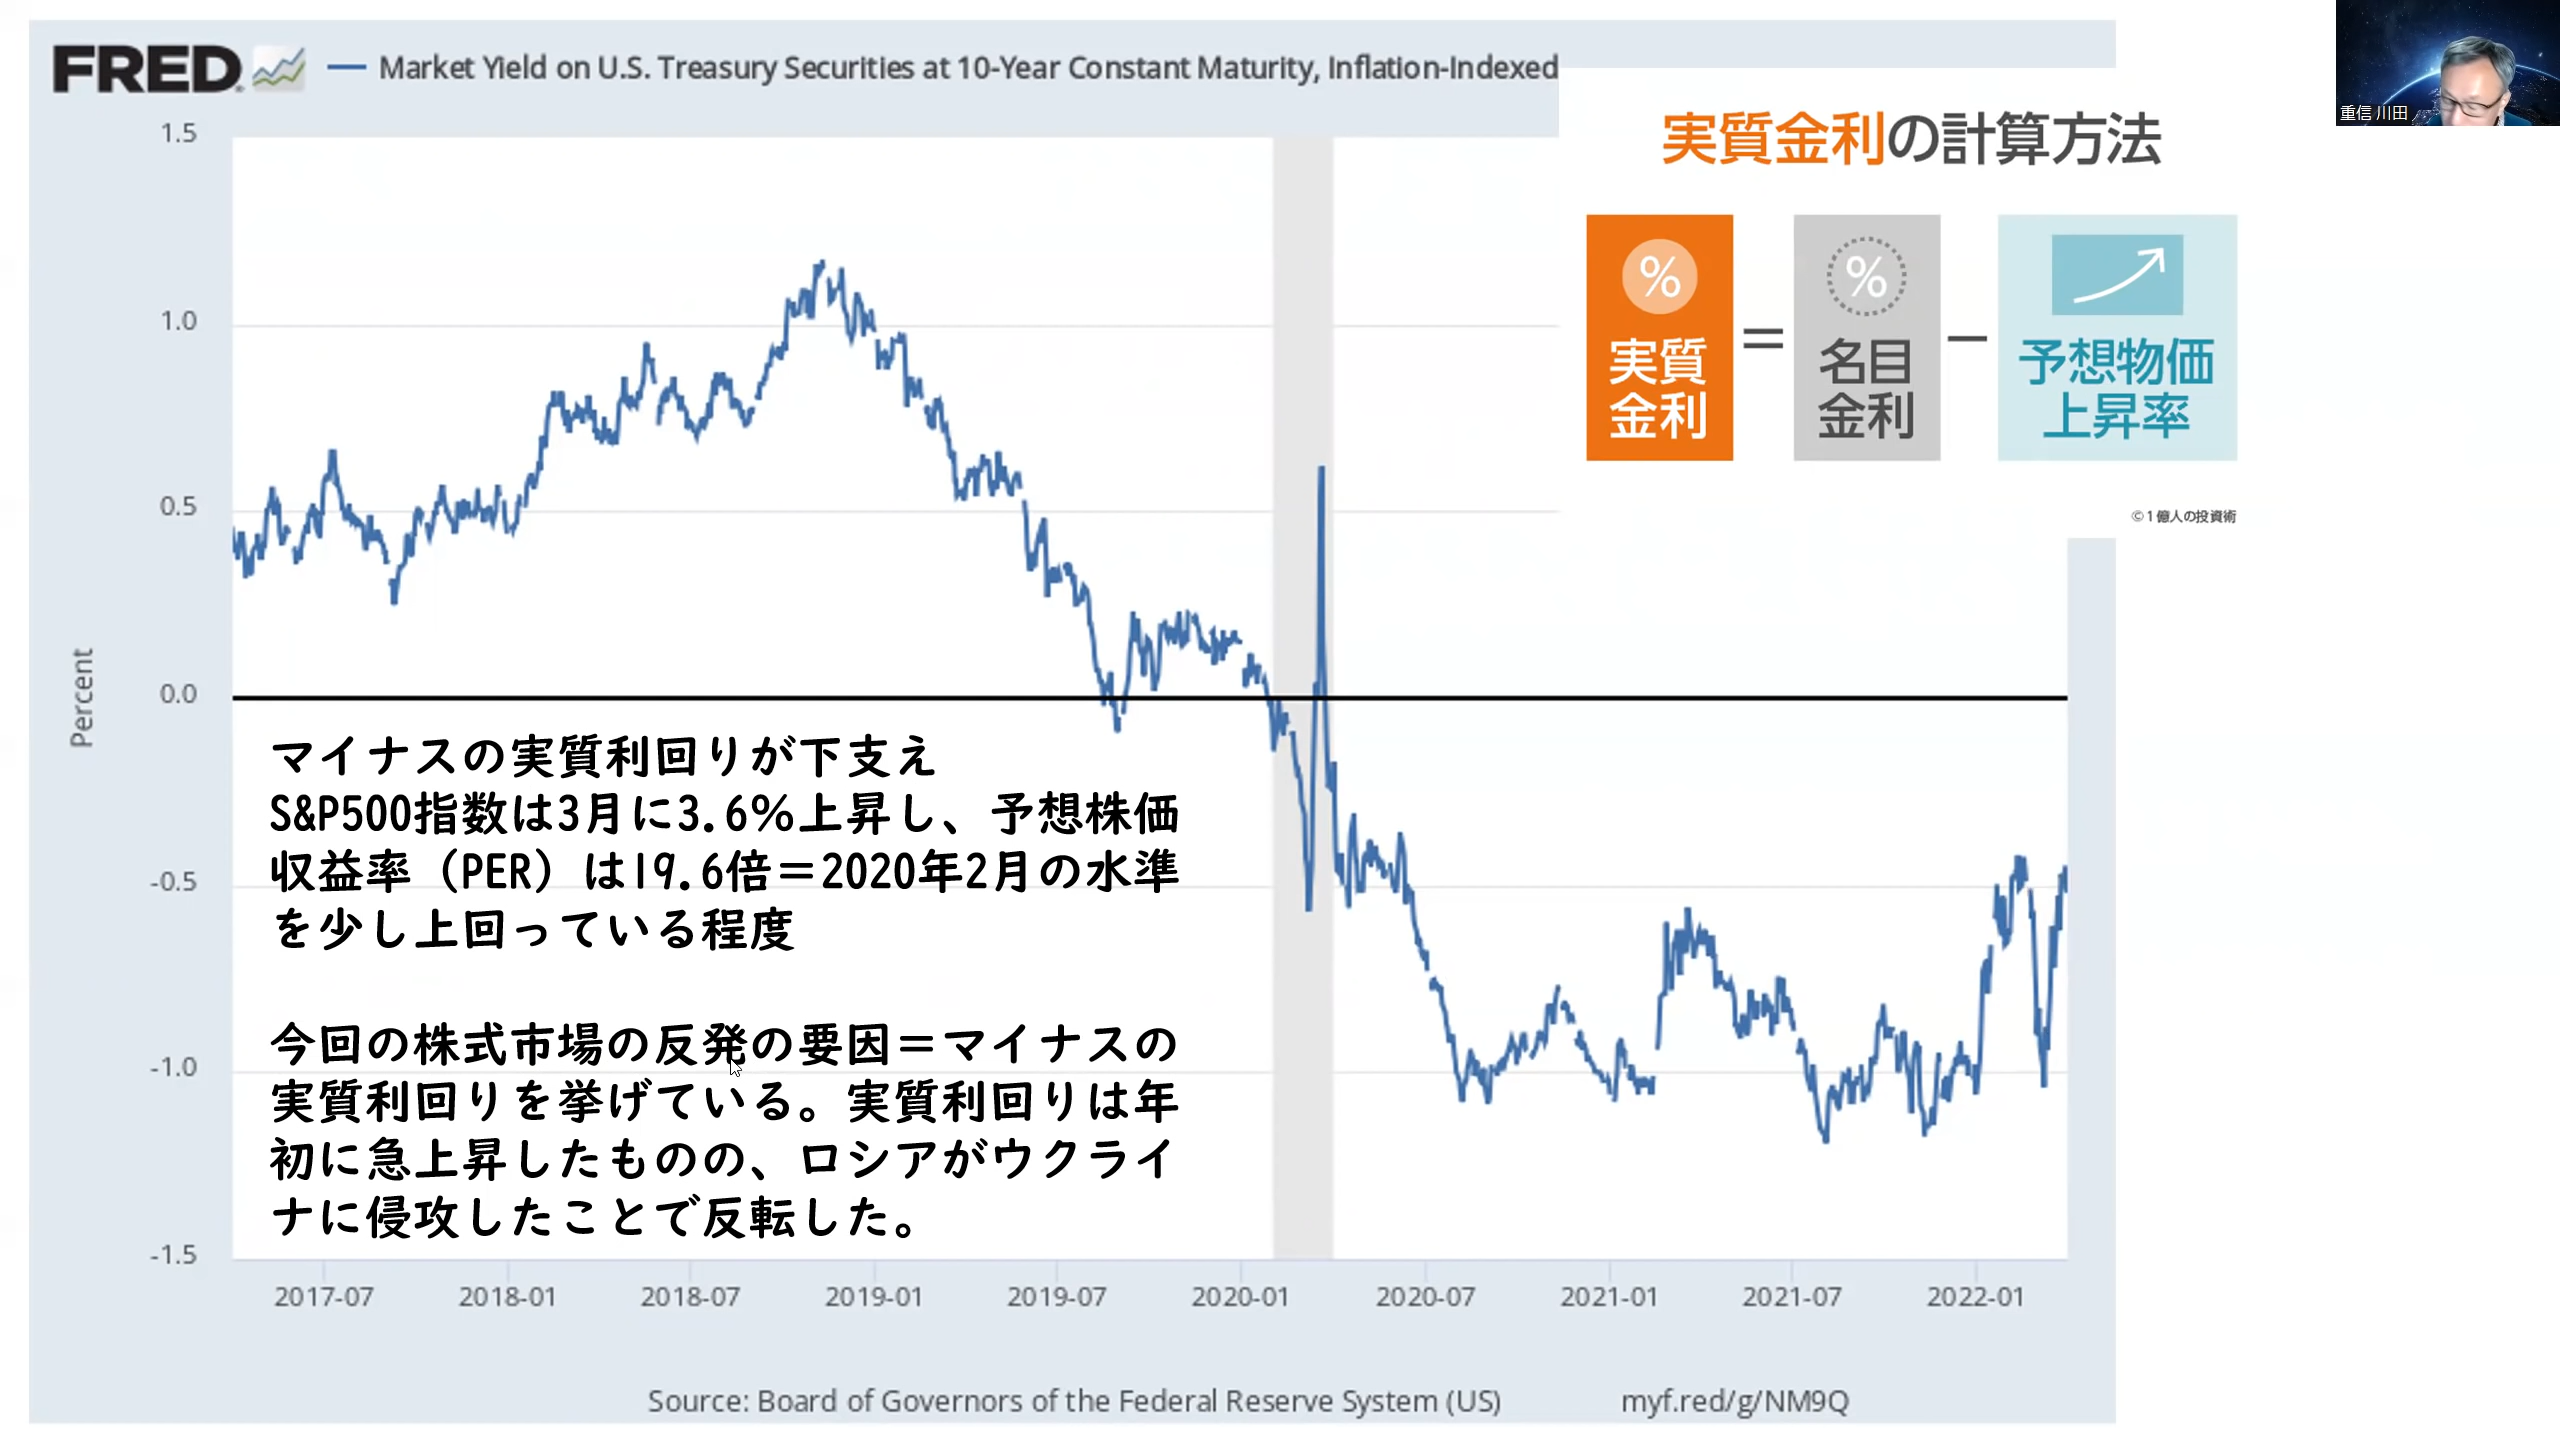 FRED
Market Yield on U.S. Treasury Securities at 10-Year Constant Maturity, Inflation-Indexed
重信 川田
実質金利の計算方法
%
実質
金利
=
%
名目
金利
−
予想物価
上昇率
©1億人の投資術
Percent
1.5
1.0
0.5
0.0
-0.5
-1.0
-1.5
マイナスの実質利回りが下支え
S&P500指数は3月に3.6%上昇し、予想株価
収益率（PER）は19.6倍＝2020年2月の水準
を少し上回っている程度
今回の株式市場の反発の要因＝マイナスの
実質利回りを挙げている。実質利回りは年
初に急上昇したものの、ロシアがウクライ
ナに侵攻したことで反転した。
2017-07
2018-01
2018-07
2019-01
2019-07
2020-01
2020-07
2021-01
2021-07
2022-01
Source: Board of Governors of the Federal Reserve System (US)
myf.red/g/NM9Q